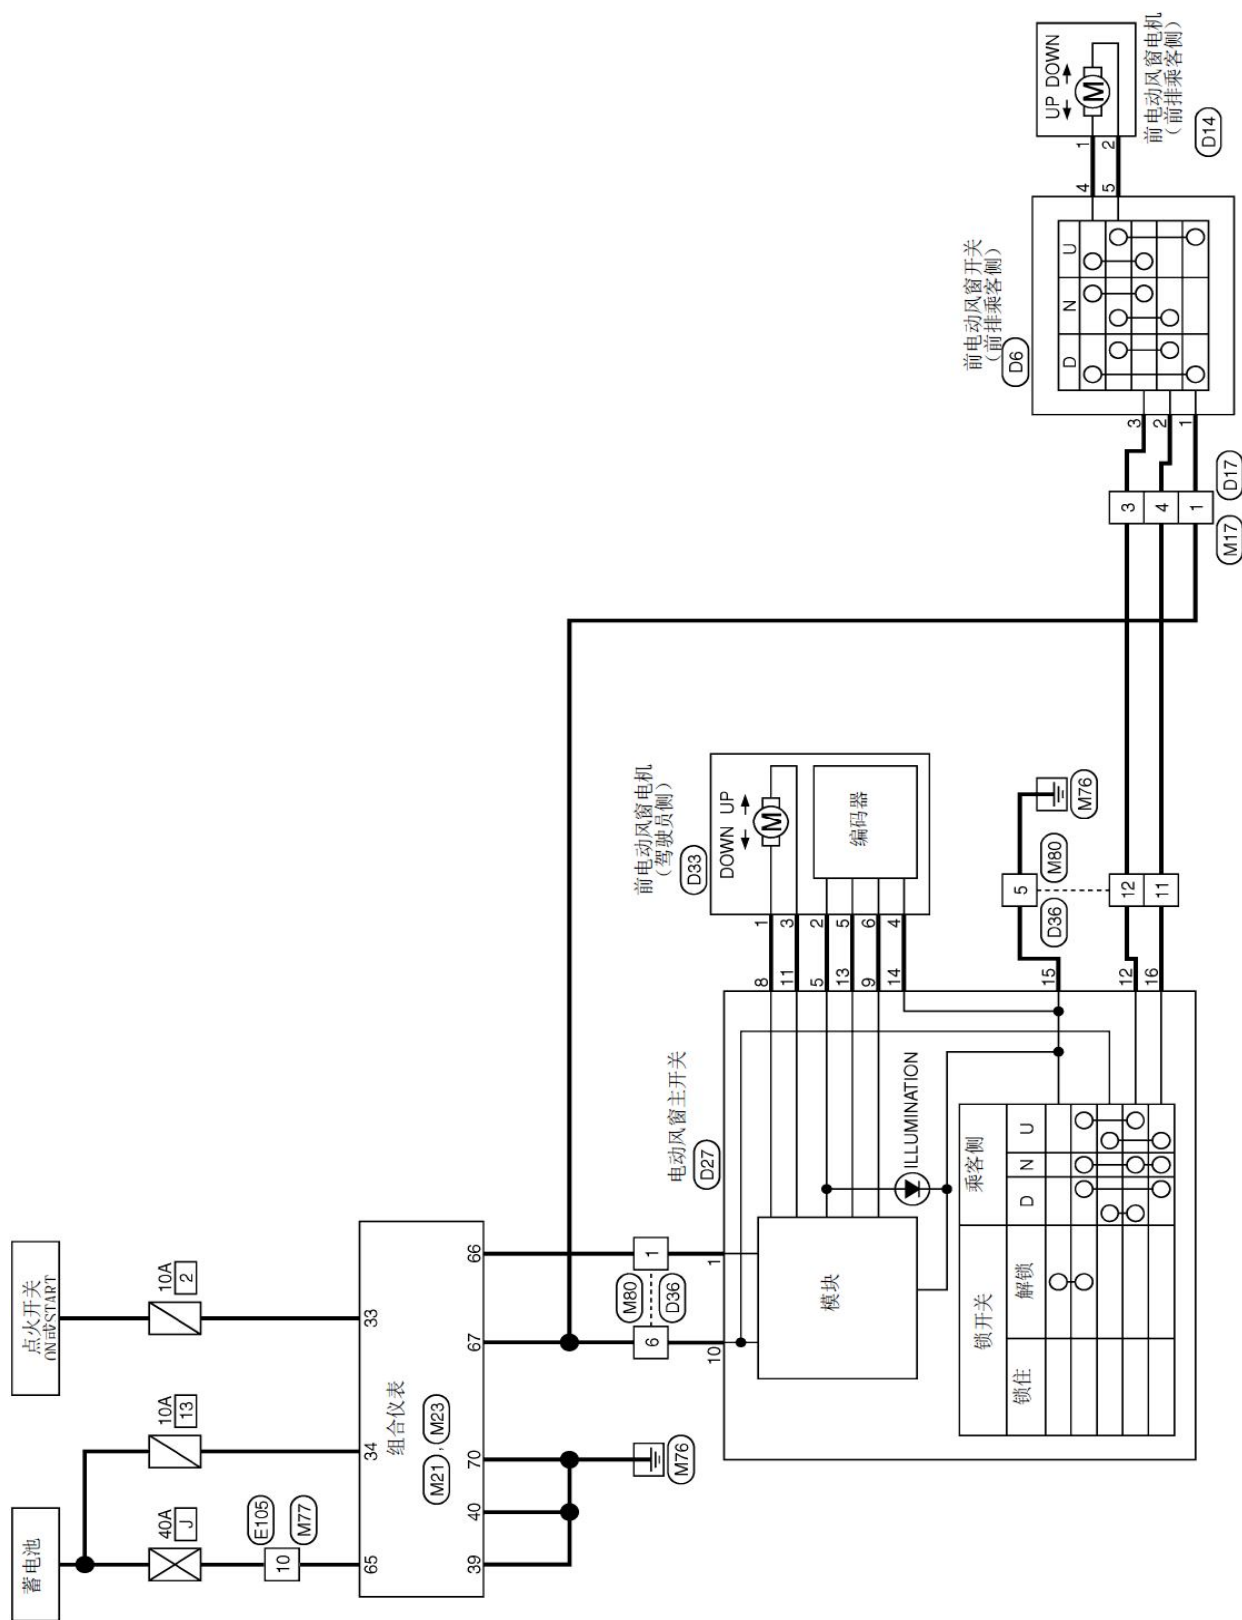 蓄电池
点火开关
ON或START
40A
J
10A
13
10A
2
10
E105
M77
65
34
33
组合仪表
M21 , M23
39
40
70
67
66
M76
M80
6
1
D36
电动风窗主开关
D27
10
1
模块
ILLUMINATION
8
11
5
13
9
14
15
12
16
锁开关
乘客侧
锁住
解锁
D
N
U
前电动风窗电机
(驾驶员侧)
D33
1
3
2
5
6
4
DOWN UP
M
编码器
5
D36
M80
M76
12
11
3
4
1
M17
D17
前电动风窗开关
(前排乘客侧)
D6
3
2
1
D
N
U
4
5
1
2
UP DOWN
M
前电动风窗电机
(前排乘客侧)
D14